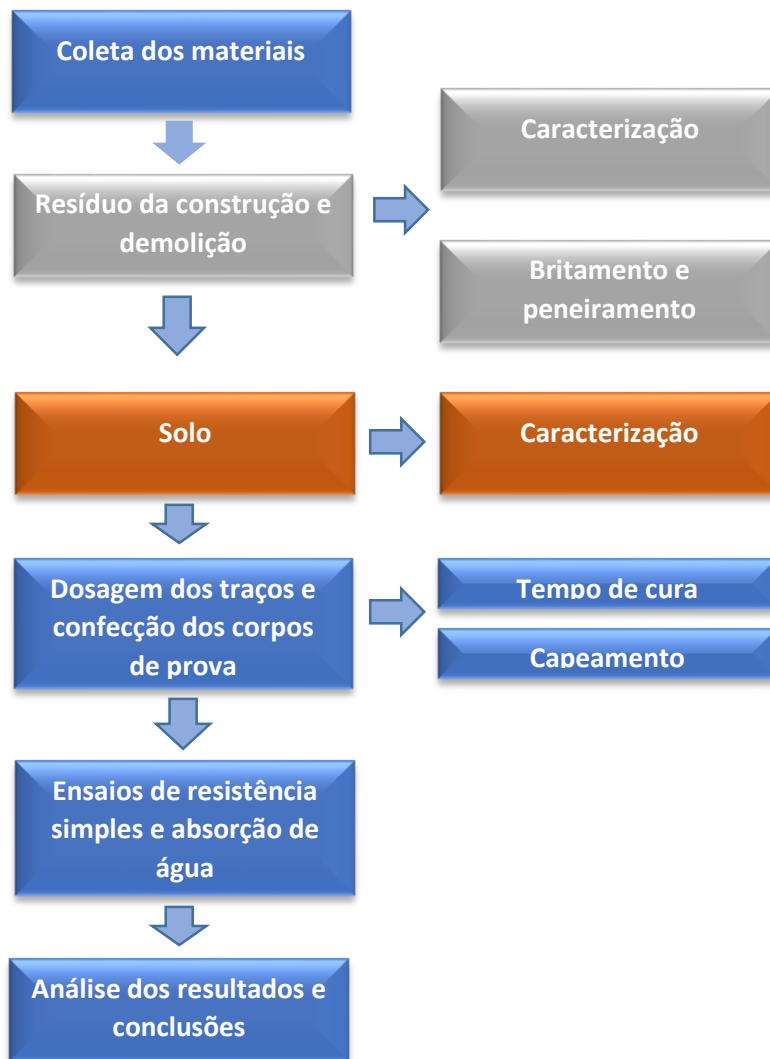 Coleta dos materiais
Caracterização
Resíduo da construção e
demolição
Britamento e
peneiramento
Solo
Caracterização
Dosagem dos traços e
confecção dos corpos
de prova
Tempo de cura
Capeamento
Ensaios de resistência
simples e absorção de
água
Análise dos resultados e
conclusões